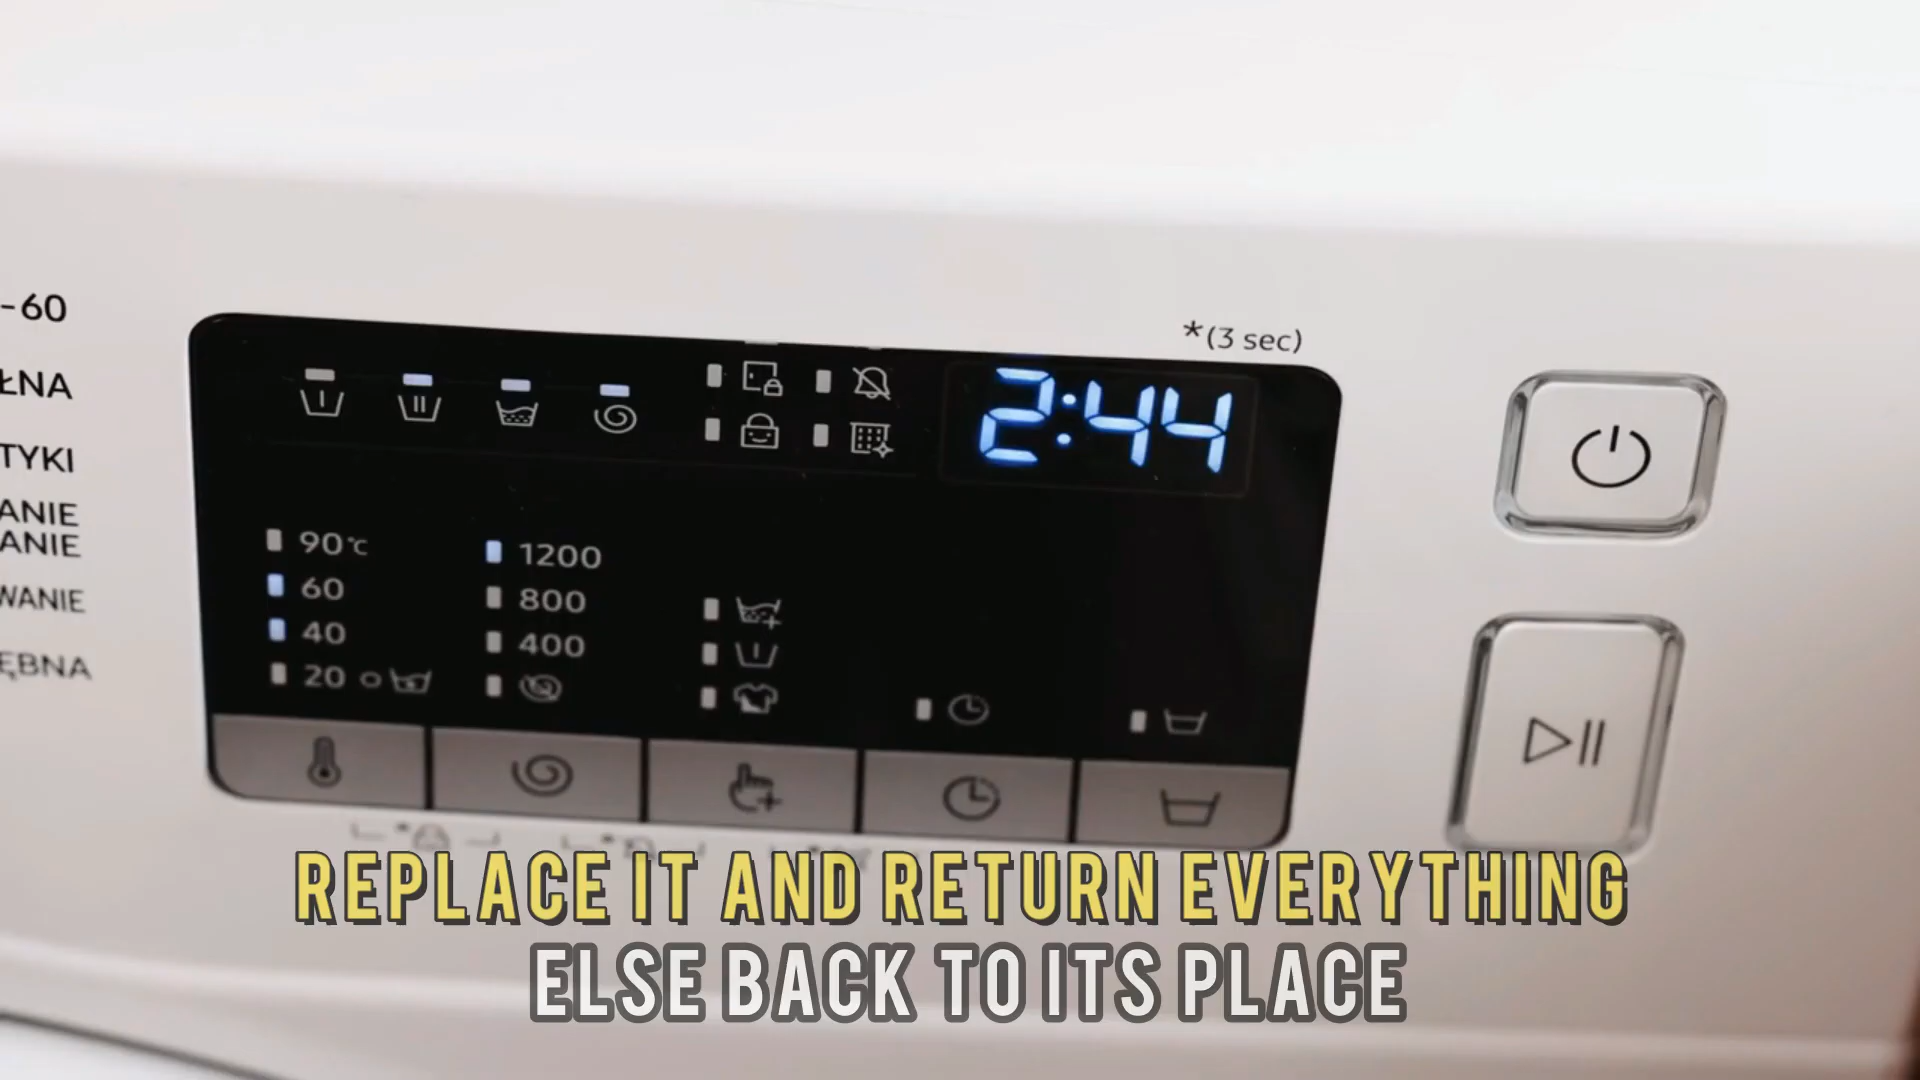 -60
ŁNA
TYKI
ANIE
ANIE
WANIE
ĘBNA
*(3 sec)
2:44
90°C
60
40
20
1200
800
400
REPLACE IT AND RETURN EVERYTHING
ELSE BACK TO ITS PLACE